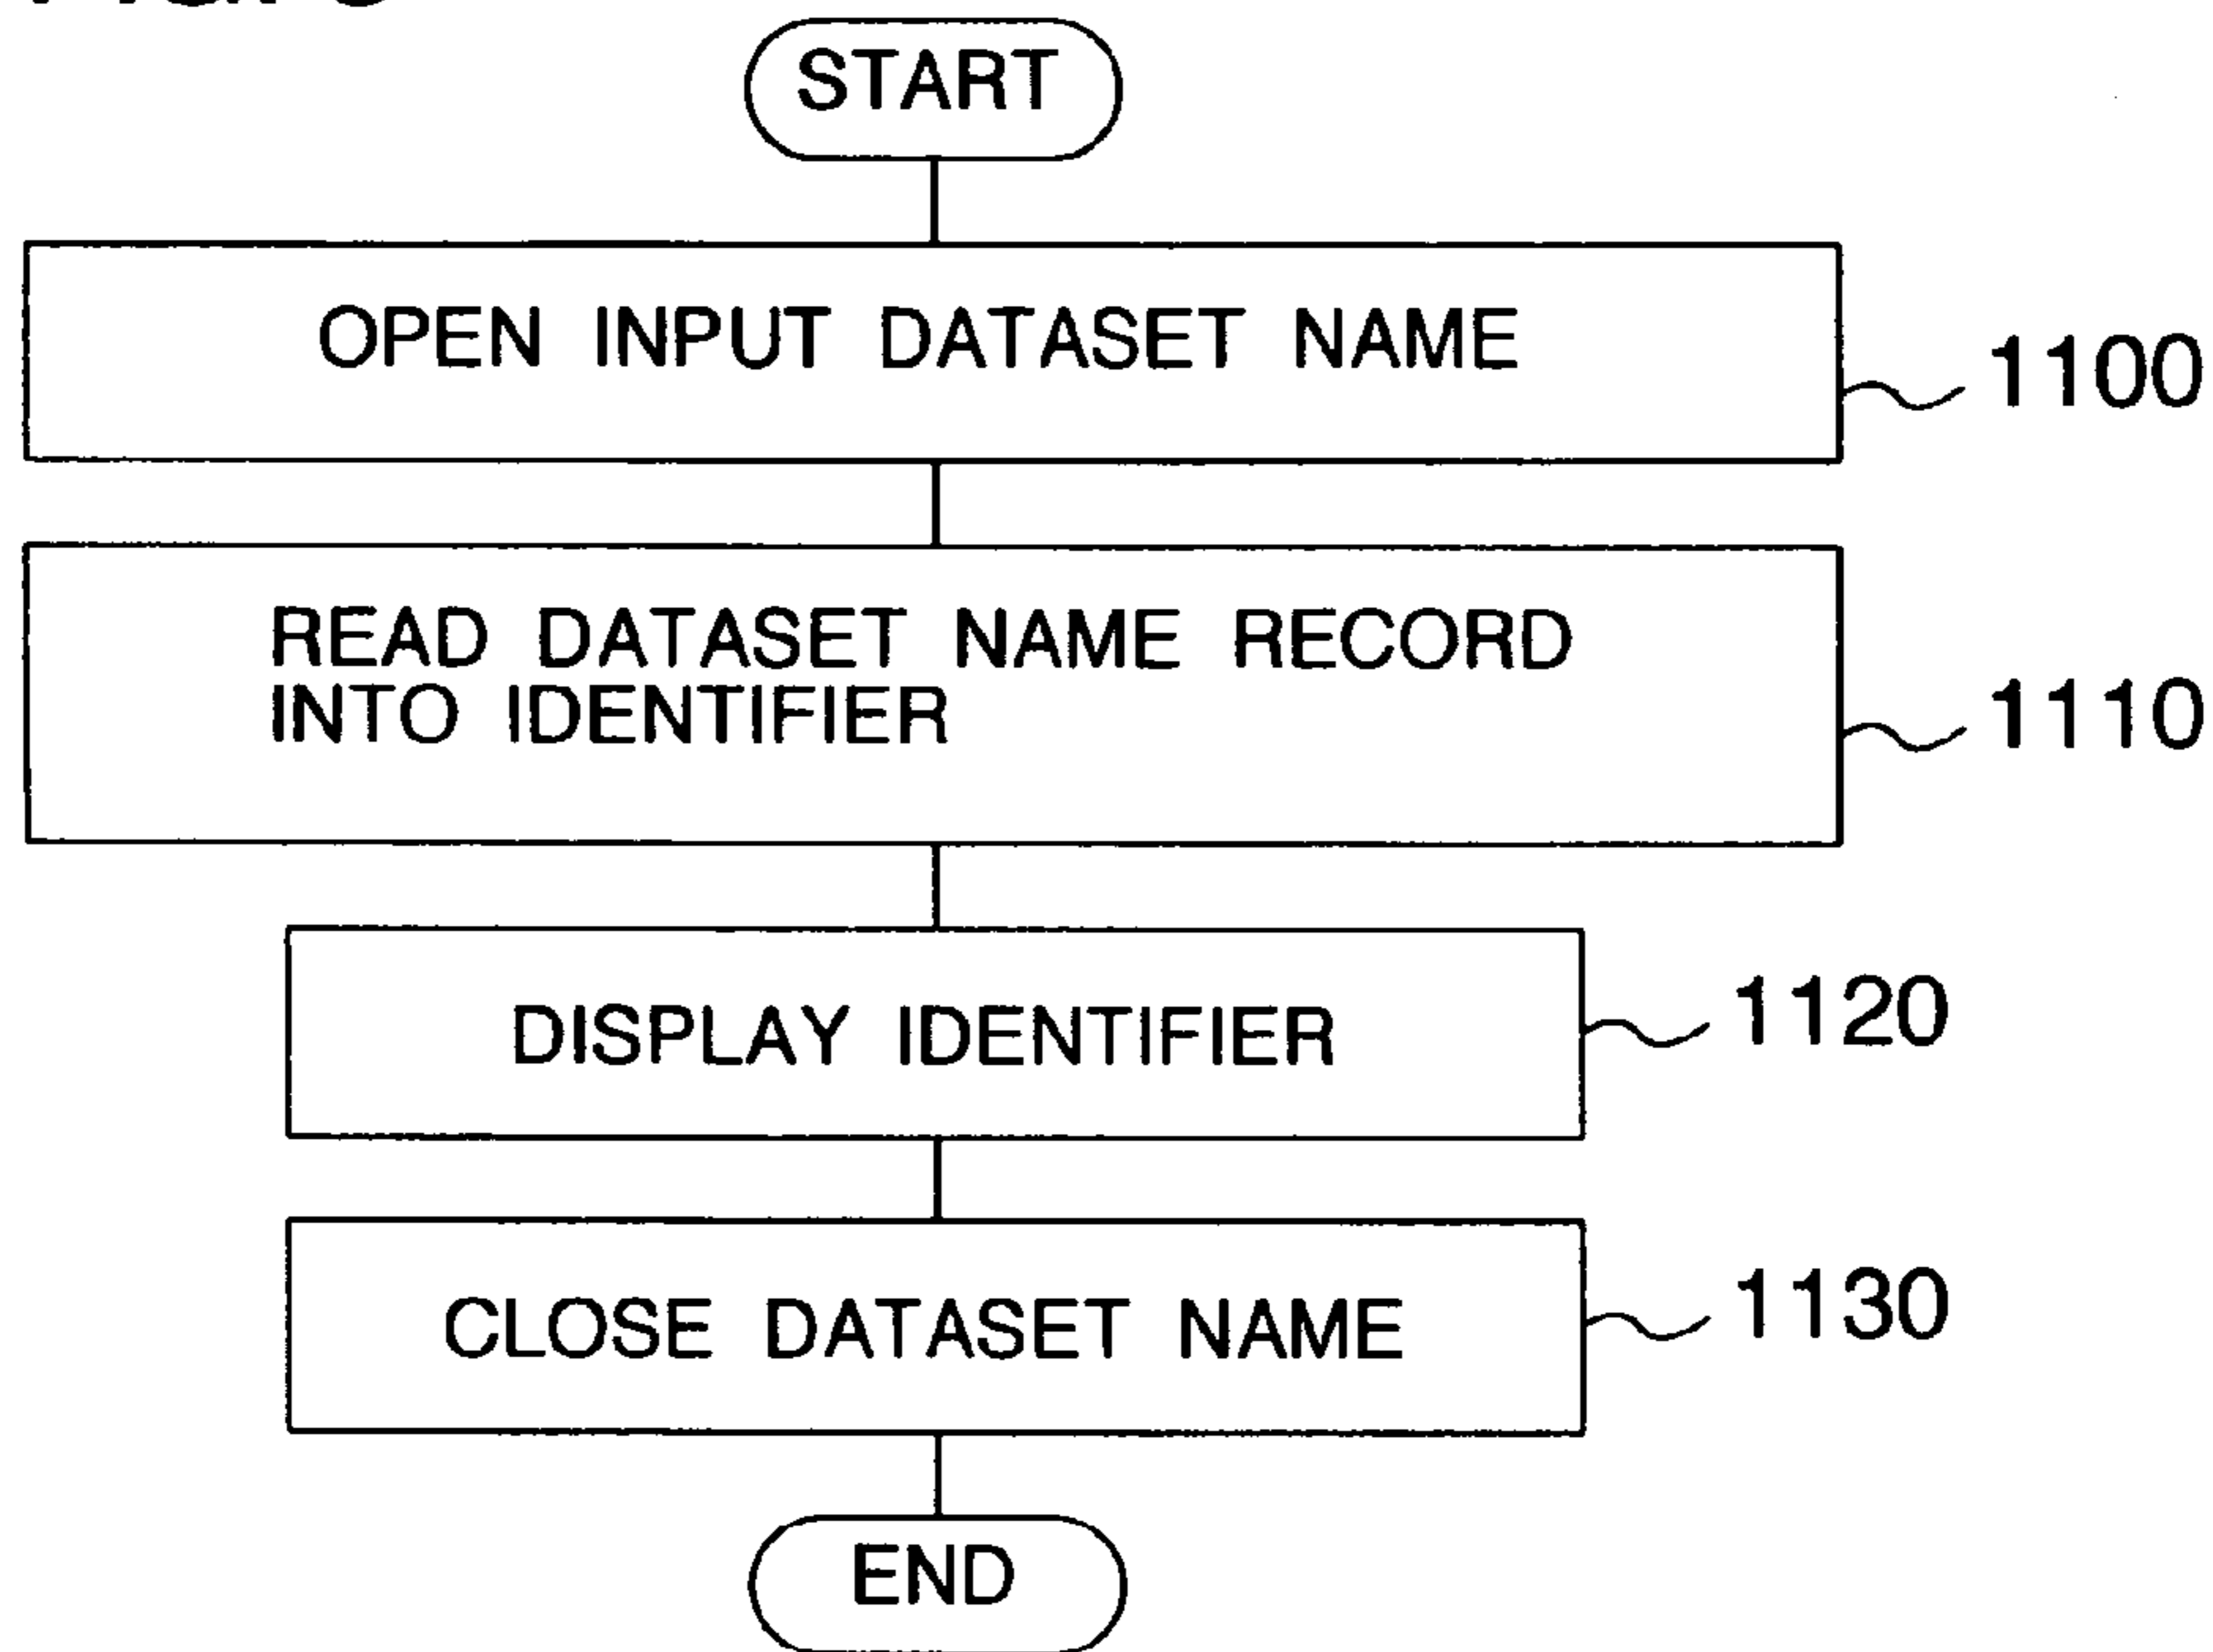 START
OPEN INPUT DATASET NAME
1100
READ DATASET NAME RECORD
INTO IDENTIFIER
1110
DISPLAY IDENTIFIER
1120
CLOSE DATASET NAME
1130
END